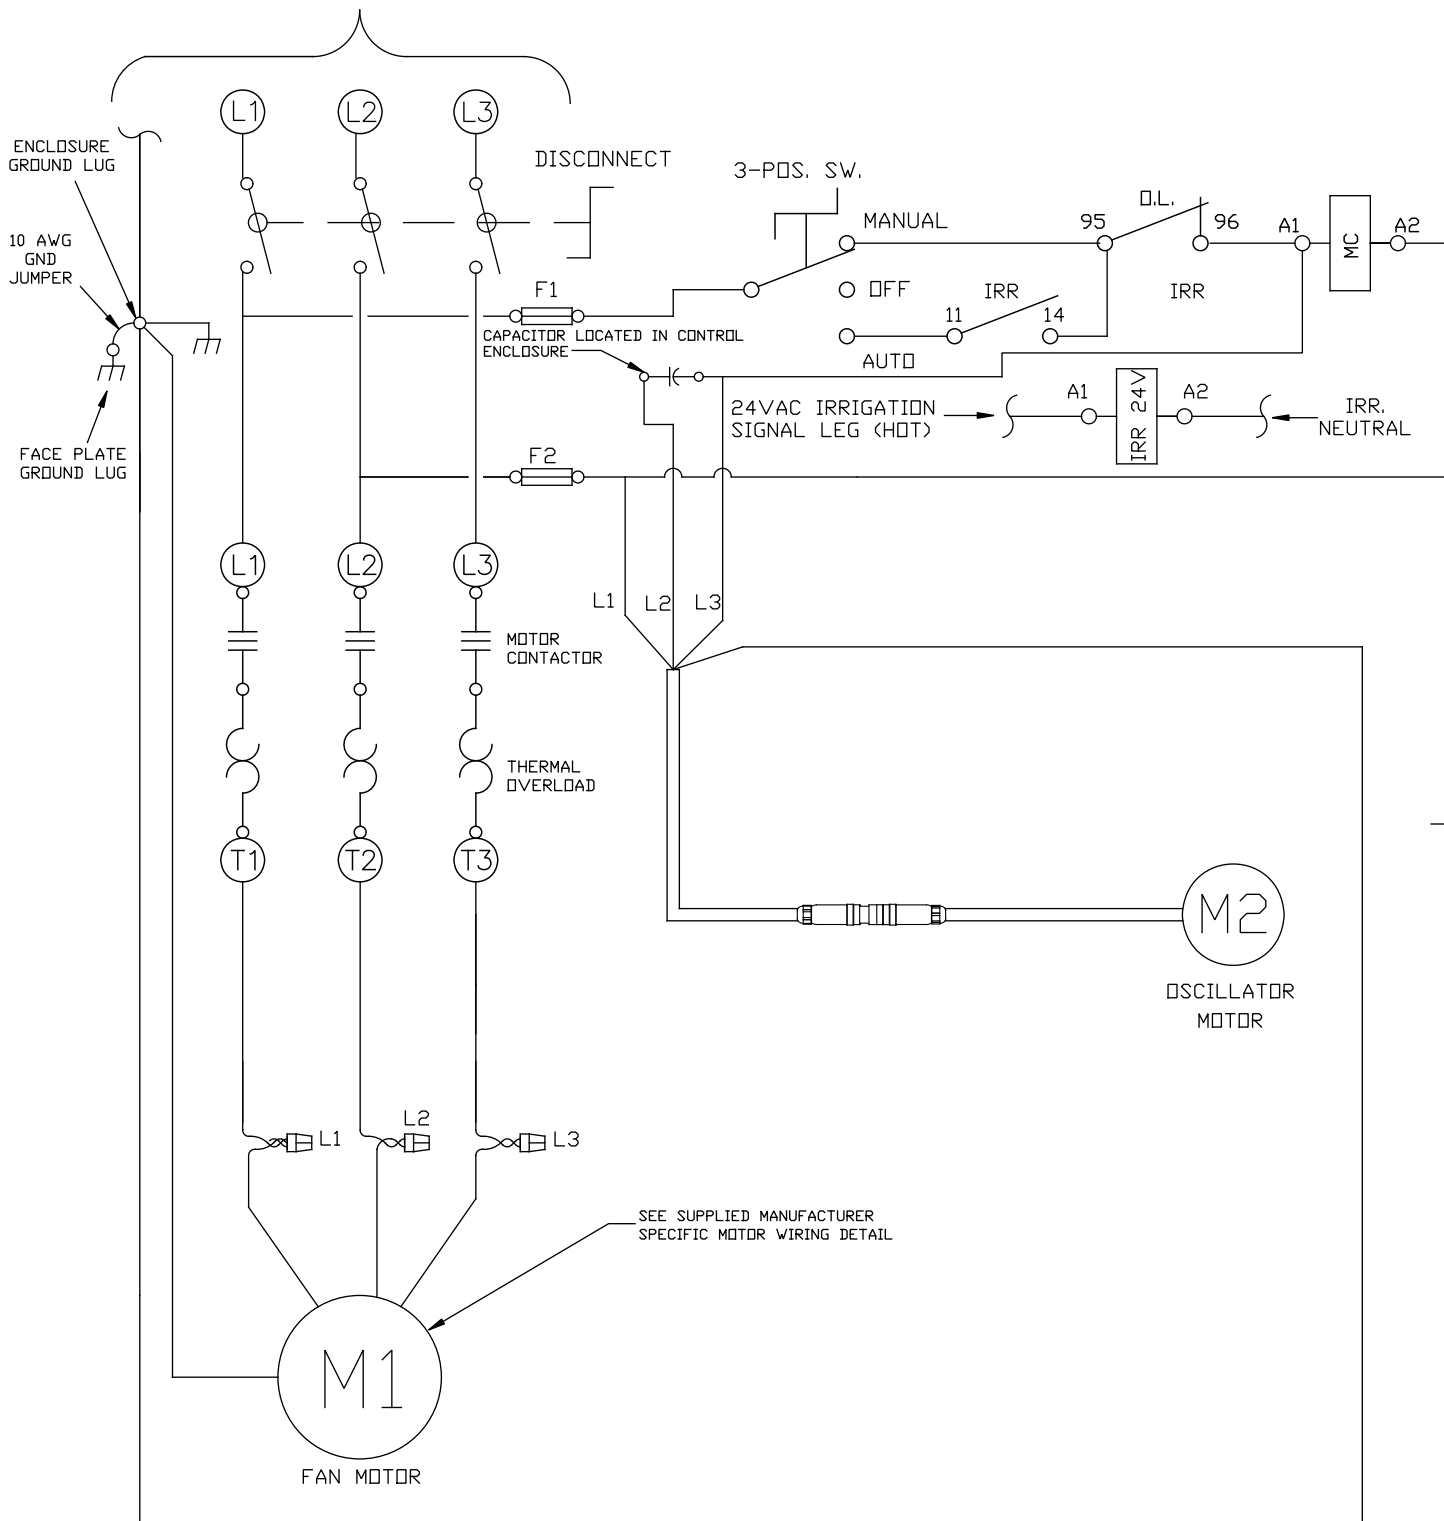 L1
L2
L3
ENCLOSURE
GROUND LUG
DISCONNECT
3-POS. SW.
MANUAL
95
O.L.
96
A1
MC
A2
10 AWG
GND
JUMPER
F1
OFF
IRR
IRR
11
14
CAPACITOR LOCATED IN CONTROL
ENCLOSURE
AUTO
24VAC IRRIGATION
SIGNAL LEG (HOT)
A1
IRR 24V
A2
IRR.
NEUTRAL
FACE PLATE
GROUND LUG
F2
L1
L2
L3
L1
L2
L3
MOTOR
CONTACTOR
THERMAL
OVERLOAD
T1
T2
T3
M2
OSCILLATOR
MOTOR
L1
L2
L3
SEE SUPPLIED MANUFACTURER
SPECIFIC MOTOR WIRING DETAIL
M1
FAN MOTOR